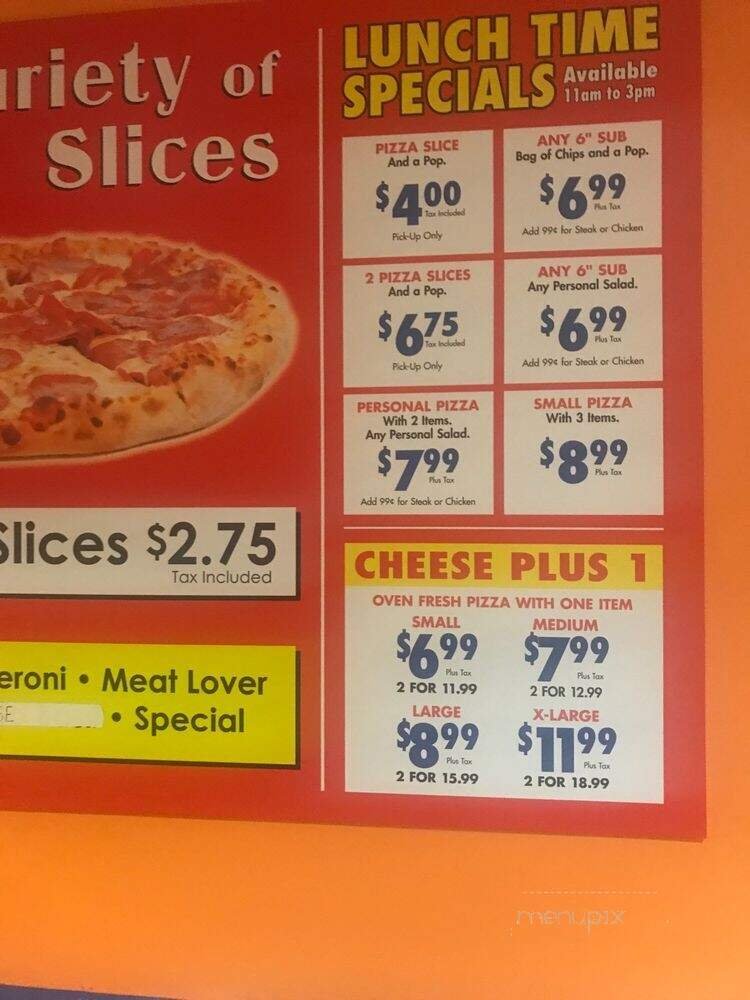 riety of
Slices
Slices $2.75
Tax Included
eroni • Meat Lover
• Special
LUNCH TIME
SPECIALS Available
11am to 3pm
PIZZA SLICE
And a Pop.
$4.00
Tax Included
Pick-Up Only
ANY 6" SUB
Bag of Chips and a Pop.
$6.99
Plus Tax
Add 99¢ for Steak or Chicken
2 PIZZA SLICES
And a Pop.
$6.75
Tax Included
Pick-Up Only
ANY 6" SUB
Any Personal Salad.
$6.99
Plus Tax
Add 99¢ for Steak or Chicken
PERSONAL PIZZA
With 2 Items.
Any Personal Salad.
$7.99
Plus Tax
Add 99¢ for Steak or Chicken
SMALL PIZZA
With 3 Items.
$8.99
Plus Tax
CHEESE PLUS 1
OVEN FRESH PIZZA WITH ONE ITEM
SMALL
$6.99
Plus Tax
2 FOR 11.99
MEDIUM
$7.99
Plus Tax
2 FOR 12.99
LARGE
$8.99
Plus Tax
2 FOR 15.99
X-LARGE
$11.99
Plus Tax
2 FOR 18.99
menupix